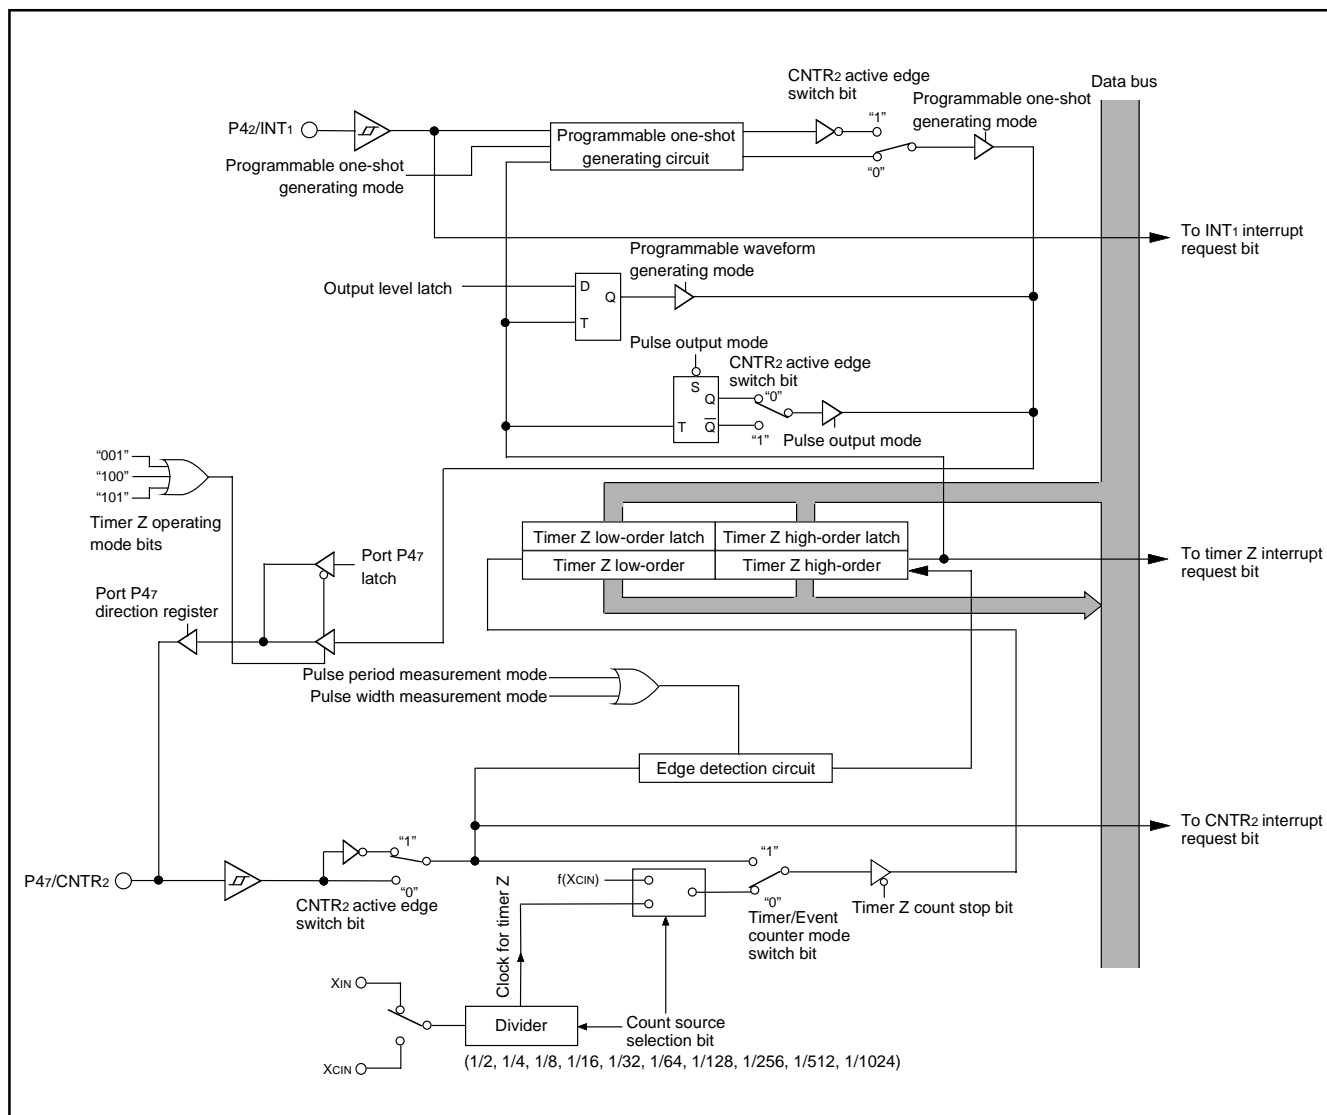 CNTR2 active edge
switch bit
Data bus
Programmable one-shot
generating mode
"1"
P42/INT1
Programmable one-shot
generating circuit
"0"
Programmable one-shot
generating mode
To INT1 interrupt
request bit
Programmable waveform
generating mode
Output level latch
D
Q
T
Pulse output mode
CNTR2 active edge
switch bit
S
Q
"0"
T
Q
"1"
Pulse output mode
"001"
"100"
"101"
Timer Z operating
mode bits
Timer Z low-order latch
Timer Z high-order latch
Timer Z low-order
Timer Z high-order
To timer Z interrupt
request bit
Port P47
latch
Port P47
direction register
Pulse period measurement mode
Pulse width measurement mode
Edge detection circuit
To CNTR2 interrupt
request bit
"1"
"1"
P47/CNTR2
"0"
CNTR2 active edge
switch bit
f(XCIN)
"0"
Timer/Event
counter mode
switch bit
Timer Z count stop bit
Clock for timer Z
XIN
Divider
Count source
selection bit
XCIN
(1/2, 1/4, 1/8, 1/16, 1/32, 1/64, 1/128, 1/256, 1/512, 1/1024)